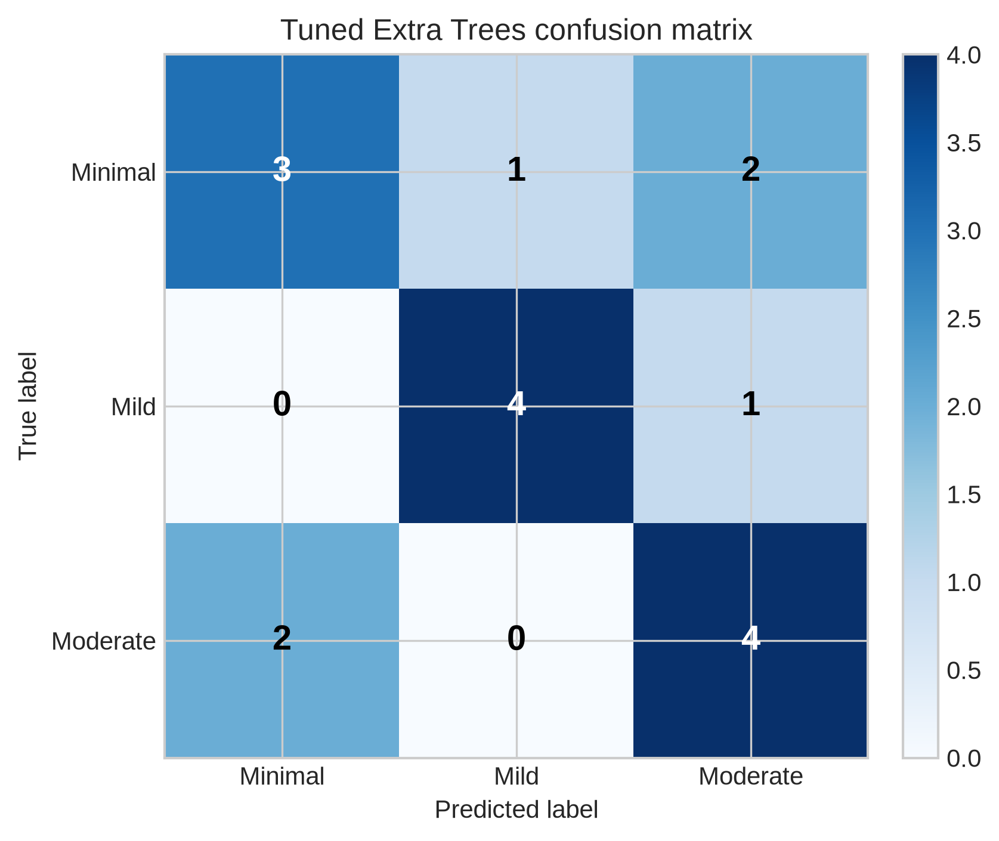 Tuned Extra Trees confusion matrix
4.0
3.5
3.0
2.5
2.0
1.5
1.0
0.5
0.0
True label
Minimal
3 1 2
Mild
0 4 1
Moderate
2 0 4
Minimal Mild Moderate
Predicted label